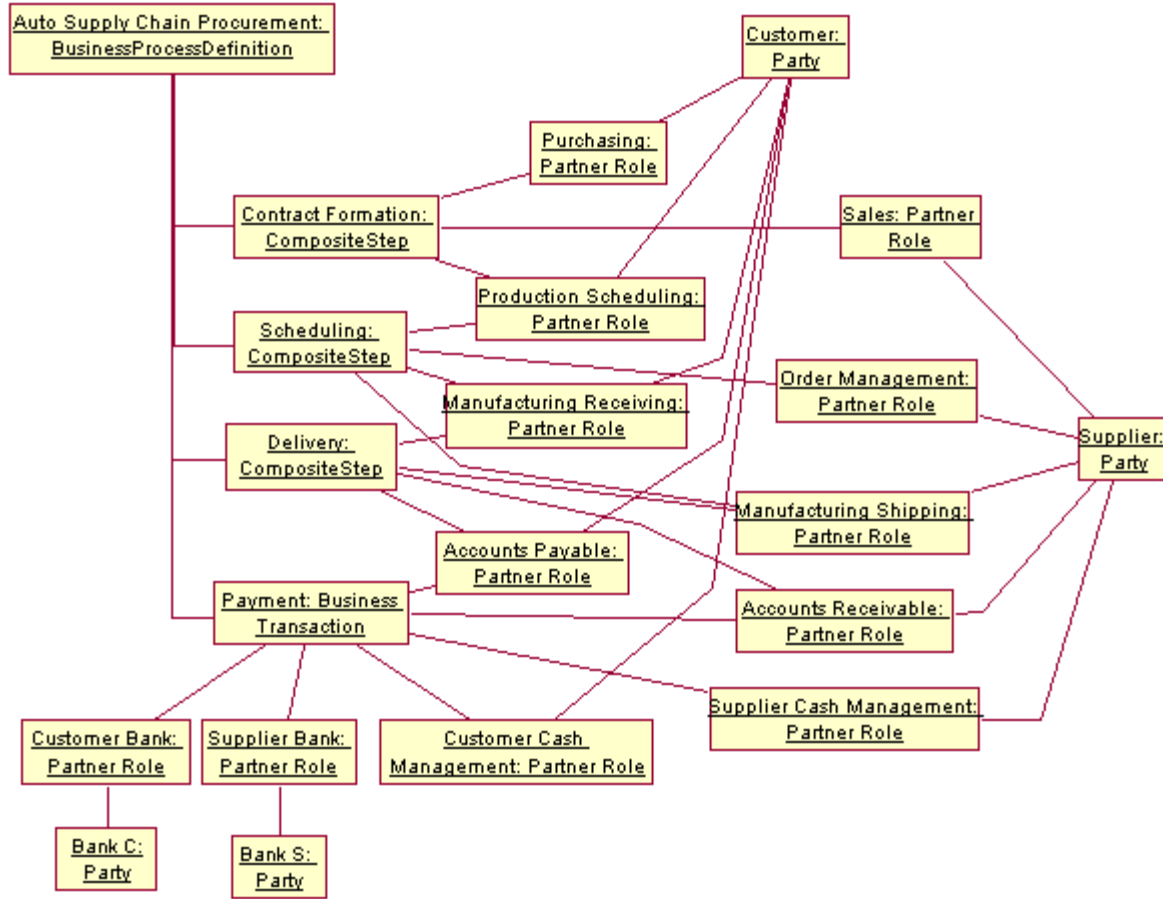 Auto Supply Chain Procurement:
BusinessProcessDefinition
Customer:
Party
Purchasing:
Partner Role
Contract Formation:
CompositeStep
Sales: Partner
Role
Production Scheduling:
Partner Role
Scheduling:
CompositeStep
Order Management:
Partner Role
Manufacturing Receiving:
Partner Role
Delivery:
CompositeStep
Supplier:
Party
Manufacturing Shipping:
Partner Role
Accounts Payable:
Partner Role
Payment: Business
Transaction
Accounts Receivable:
Partner Role
Supplier Cash Management:
Partner Role
Customer Bank:
Partner Role
Supplier Bank:
Partner Role
Customer Cash
Management: Partner Role
Bank C:
Party
Bank S:
Party